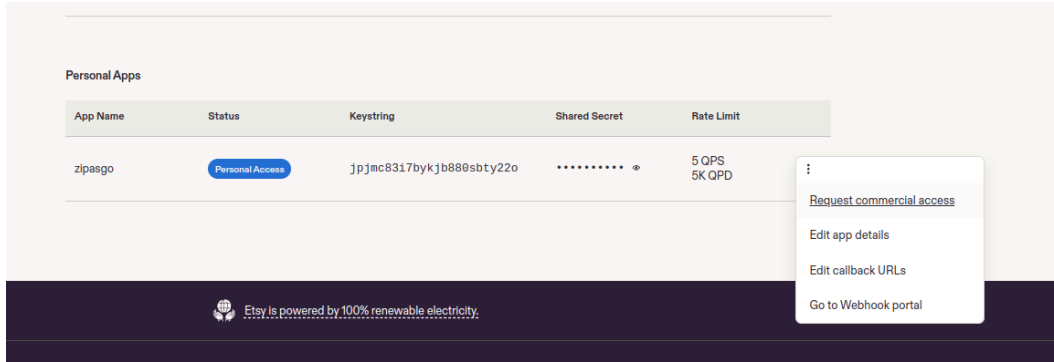 Personal Apps
App Name Status Keystring Shared Secret Rate Limit
zipasgo Personal Access jpjmc83i7bykjb880sbty22o •••••••••• 5 QPS
5K QPD
Request commercial access
Edit app details
Edit callback URLs
Go to Webhook portal
Etsy is powered by 100% renewable electricity.